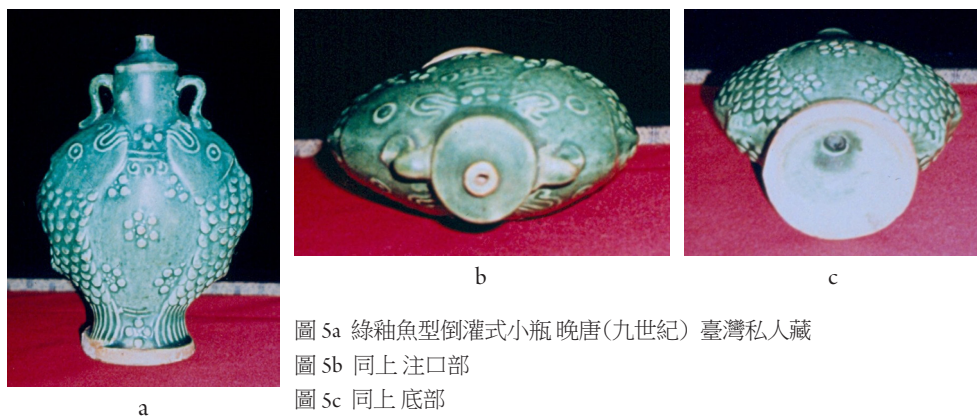 a
b
c
圖 5a 綠釉魚型倒灌式小瓶 晚唐(九世紀) 臺灣私人藏
圖 5b 同上 注口部
圖 5c 同上 底部